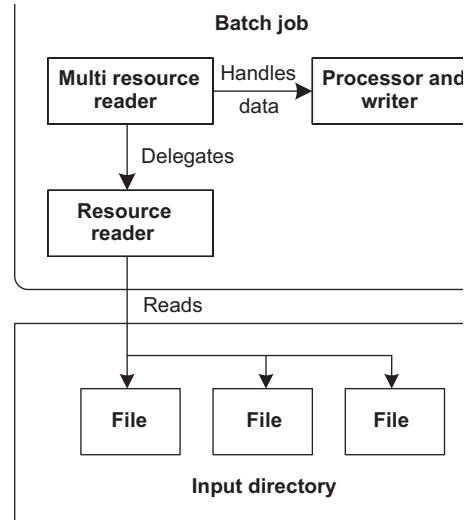 Batch job
Multi resource
reader
Handles
data
Processor and
writer
Delegates
Resource
reader
Reads
File
File
File
Input directory